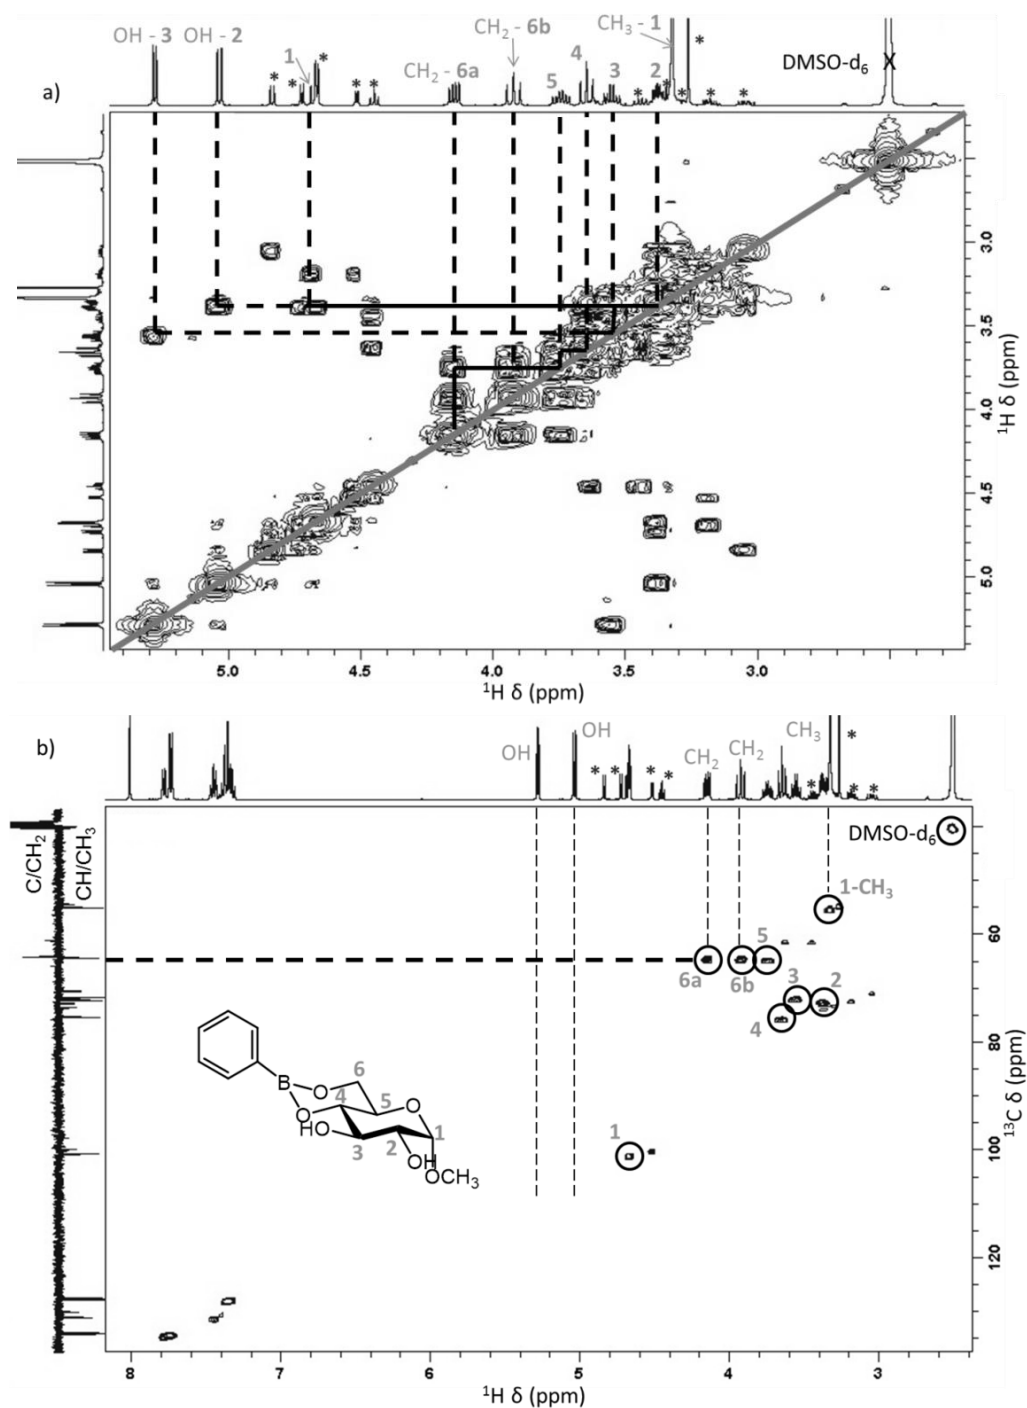 a)
OH - 3
OH - 2
1
*
*
*
*
*
CH2 - 6a
CH2 - 6b
5
4
3
CH3 - 1
2
*
*
*
*
*
*
DMSO-d6
X
3.0
3.5
4.0
4.5
5.0
1H δ (ppm)
5.0
4.5
4.0
3.5
3.0
1H δ (ppm)
b)
OH
OH
*
*
*
*
CH2
CH2
CH3
*
*
*
*
C/CH2
CH/CH3
DMSO-d6
1-CH3
5
6a
6b
3
2
4
1
6
B
O
O
4
5
O
HO
3
2
1
OH
OCH3
60
80
100
120
13C δ (ppm)
8
7
6
5
4
3
1H δ (ppm)